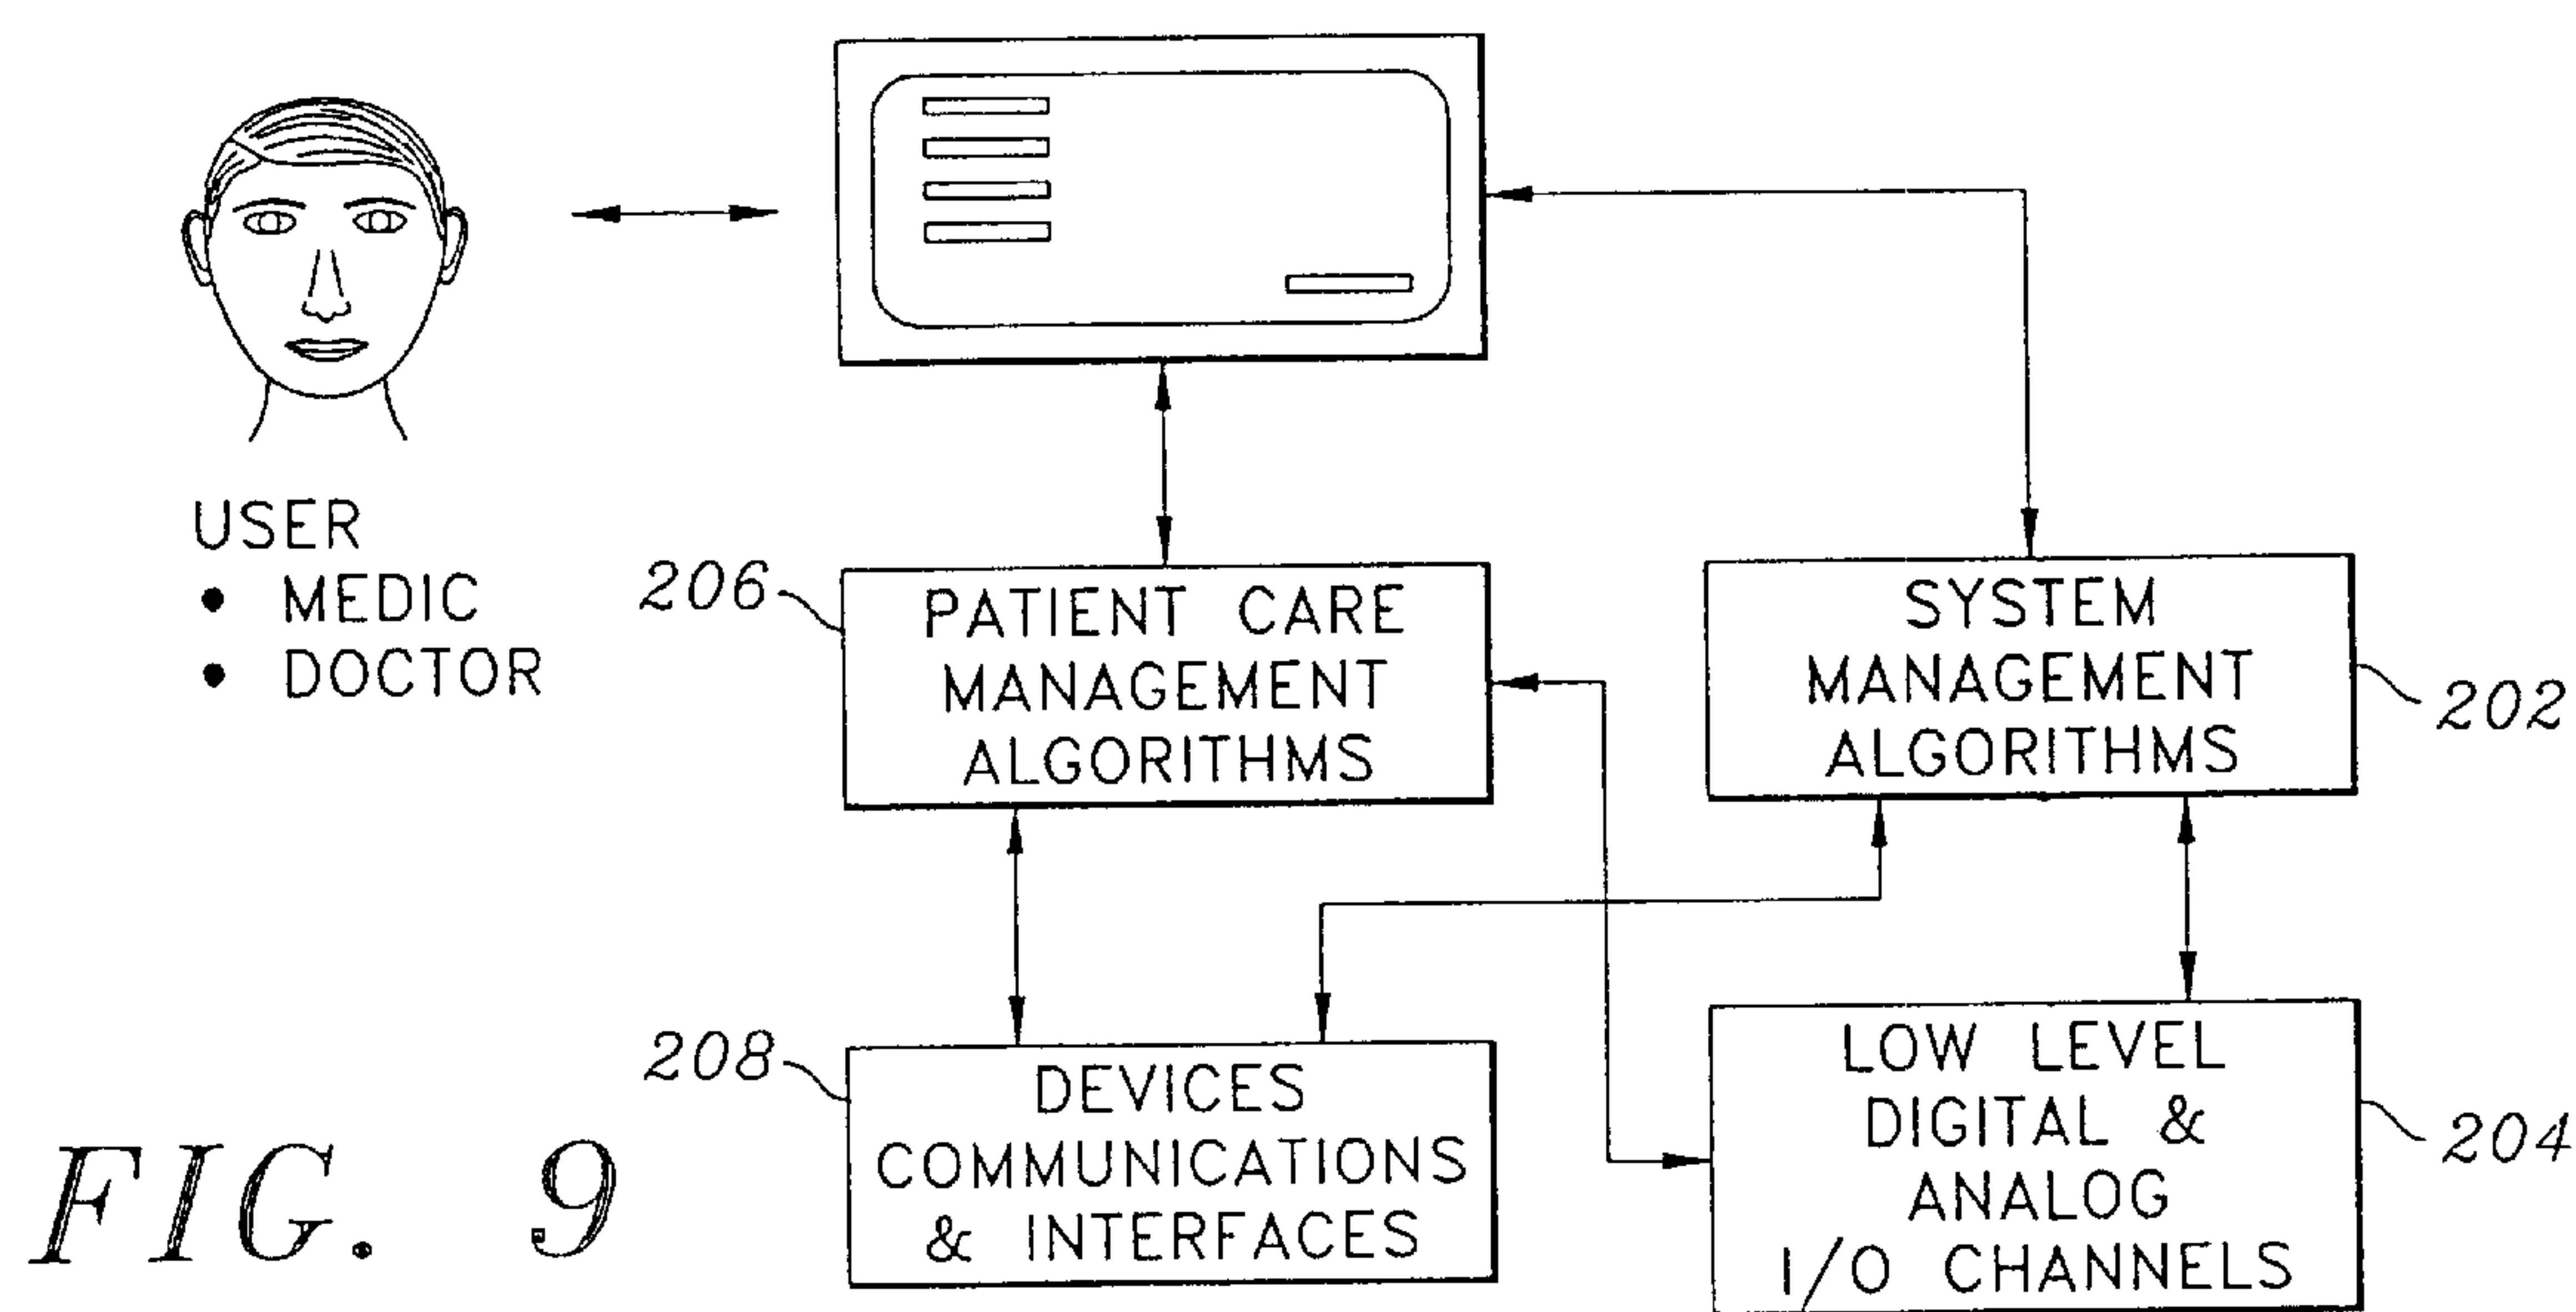 USER
• MEDIC
• DOCTOR
206
PATIENT CARE
MANAGEMENT
ALGORITHMS
SYSTEM
MANAGEMENT
ALGORITHMS
202
208
DEVICES
COMMUNICATIONS
& INTERFACES
LOW LEVEL
DIGITAL &
ANALOG
I/O CHANNELS
204
FIG. 9